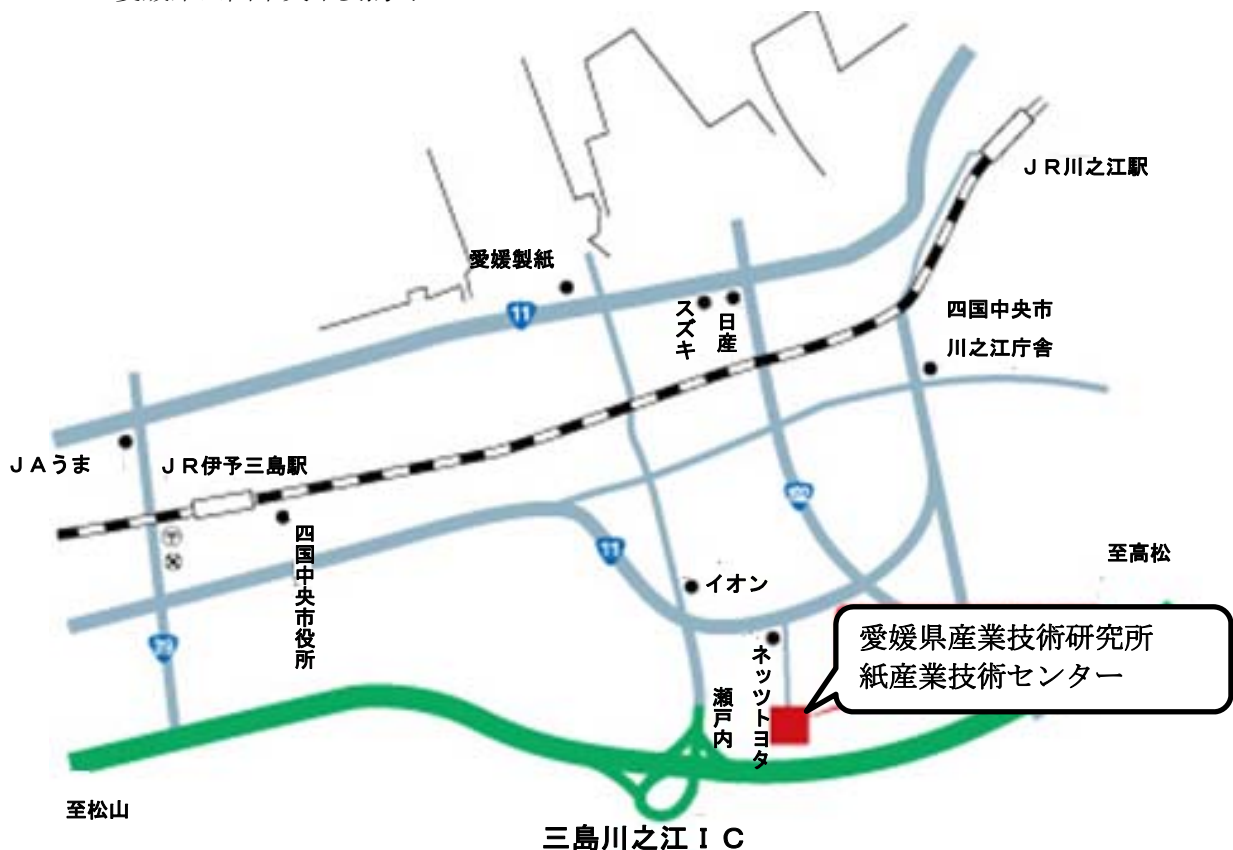 JR川之江駅
愛媛製紙
11
スズキ
日産
四国中央市
川之江庁舎
JAうま
JR伊予三島駅
四国中央市役所
11
イオン
至高松
愛媛県産業技術研究所
紙産業技術センター
ネッツトヨタ
瀬戸内
至松山
三島川之江IC